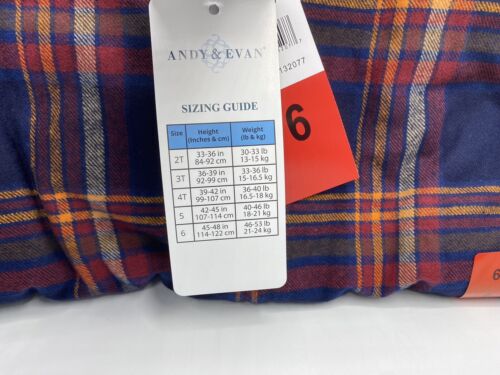 ANDY & EVAN®
SIZING GUIDE
Size Height (Inches & cm) Weight (lb & kg)
2T 33-36 in 84-92 cm 30-33 lb 13-15 kg
3T 36-39 in 92-99 cm 33-36 lb 15-16.5 kg
4T 39-42 in 99-107 cm 36-40 lb 16.5-18 kg
5 42-45 in 107-114 cm 40-46 lb 18-21 kg
6 45-48 in 114-122 cm 46-53 lb 21-24 kg
132077
6
6